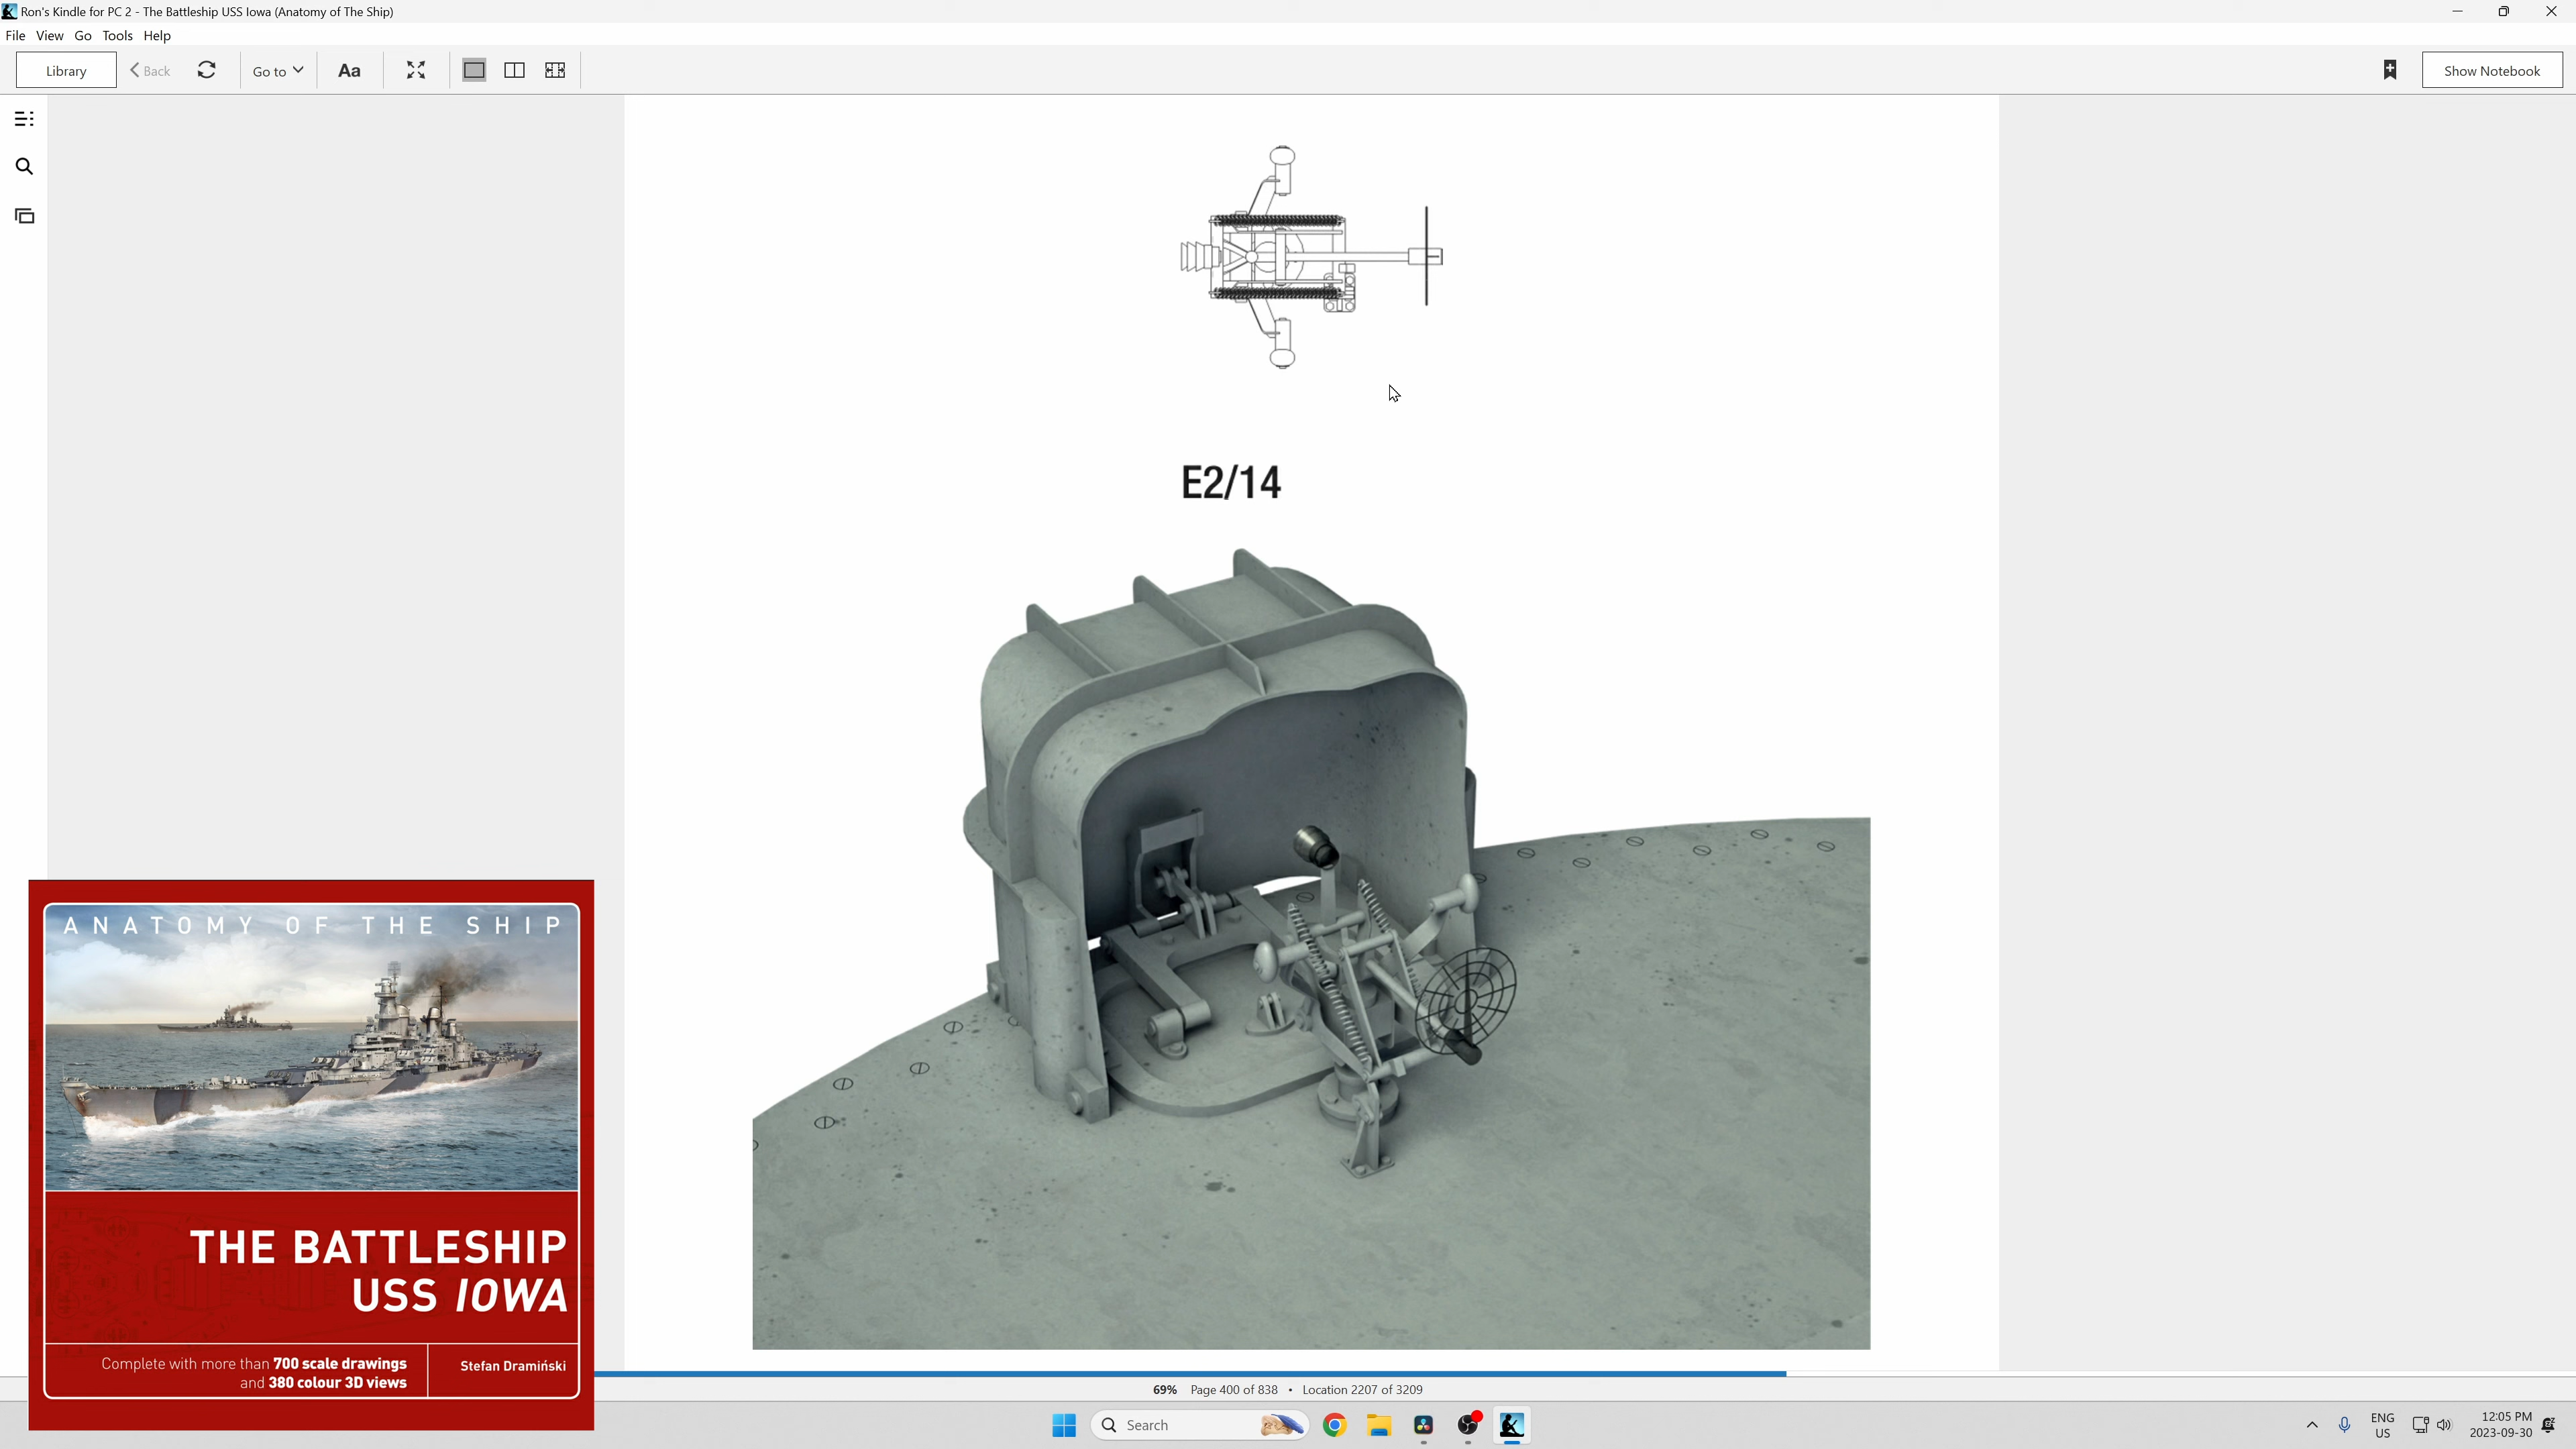 Ron's Kindle for PC 2 - The Battleship USS Iowa (Anatomy of The Ship)
File View Go Tools Help
Library Back Go to Aa Show Notebook
E2/14
ANATOMY OF THE SHIP
THE BATTLESHIP
USS IOWA
Complete with more than 700 scale drawings
and 380 colour 3D views
Stefan Dramiński
69% Page 400 of 838 • Location 2207 of 3209
Search
ENG
US
12:05 PM
2023-09-30